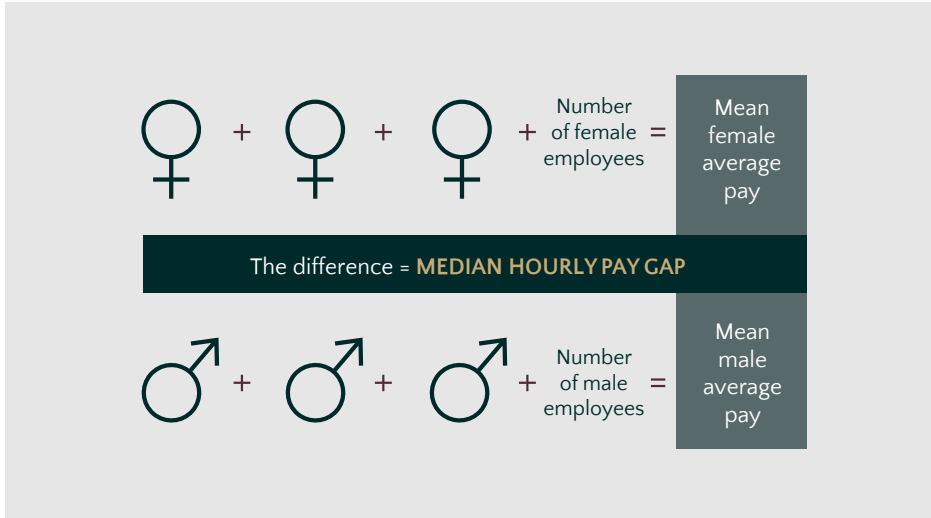 + + + Number
of female
employees
=
Mean
female
average
pay
The difference = MEDIAN HOURLY PAY GAP
+ + + Number
of male
employees
=
Mean
male
average
pay